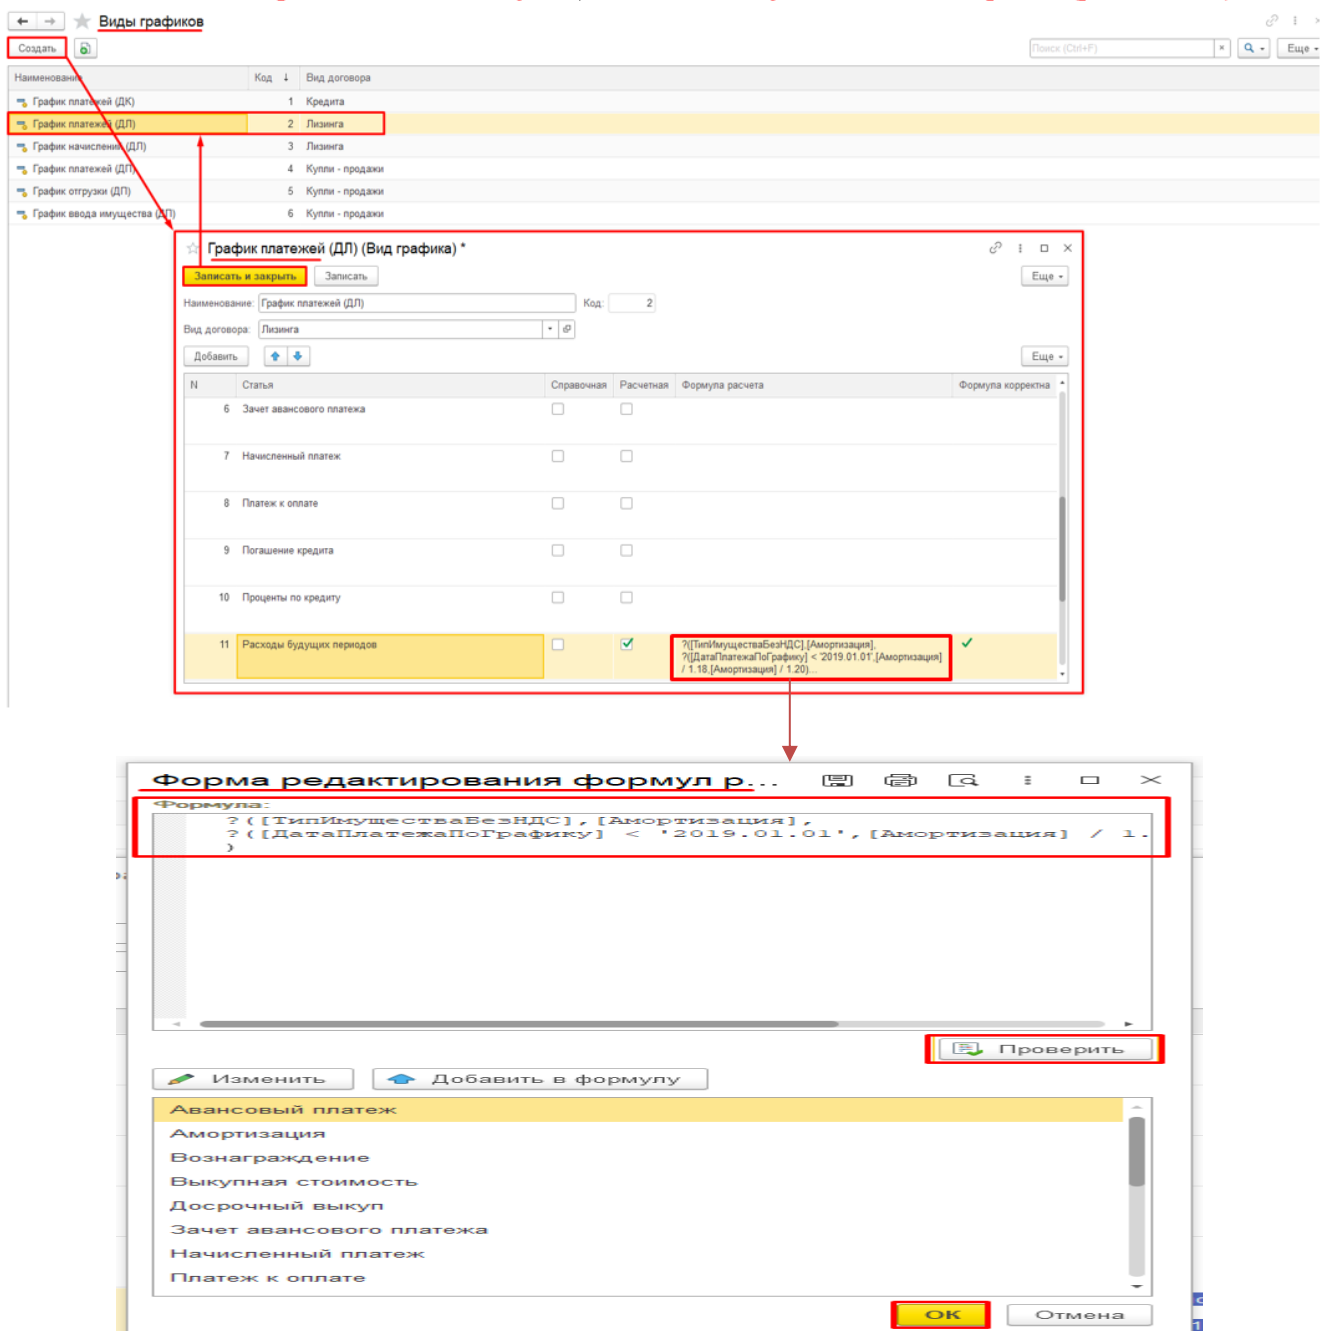 Виды графиков
Создать
Поиск (Ctrl+F) × Еще
Наименование Код ↓ Вид договора
График платежей (ДК) 1 Кредита
График платежей (ДЛ) 2 Лизинга
График начислений (ДЛ) 3 Лизинга
График платежей (ДП) 4 Купли - продажи
График отгрузки (ДП) 5 Купли - продажи
График ввода имущества (ДП) 6 Купли - продажи
График платежей (ДЛ) (Вид графика) *
Записать и закрыть Записать Еще
Наименование: График платежей (ДЛ) Код: 2
Вид договора: Лизинга
Добавить Еще
N Статья Справочная Расчетная Формула расчета Формула корректна
6 Зачет авансового платежа
7 Начисленный платеж
8 Платеж к оплате
9 Погашение кредита
10 Проценты по кредиту
11 Расходы будущих периодов
?([ТипИмуществаБезНДС],[Амортизация],
?([ДатаПлатежаПоГрафику] < '2019.01.01',[Амортизация]
/ 1.18,[Амортизация] / 1.20)...
Форма редактирования формул р...
Формула:
?([ТипИмуществаБезНДС],[Амортизация],
?([ДатаПлатежаПоГрафику] < '2019.01.01',[Амортизация] / 1.
)
Проверить
Изменить Добавить в формулу
Авансовый платеж
Амортизация
Вознаграждение
Выкупная стоимость
Досрочный выкуп
Зачет авансового платежа
Начисленный платеж
Платеж к оплате
ОК Отмена